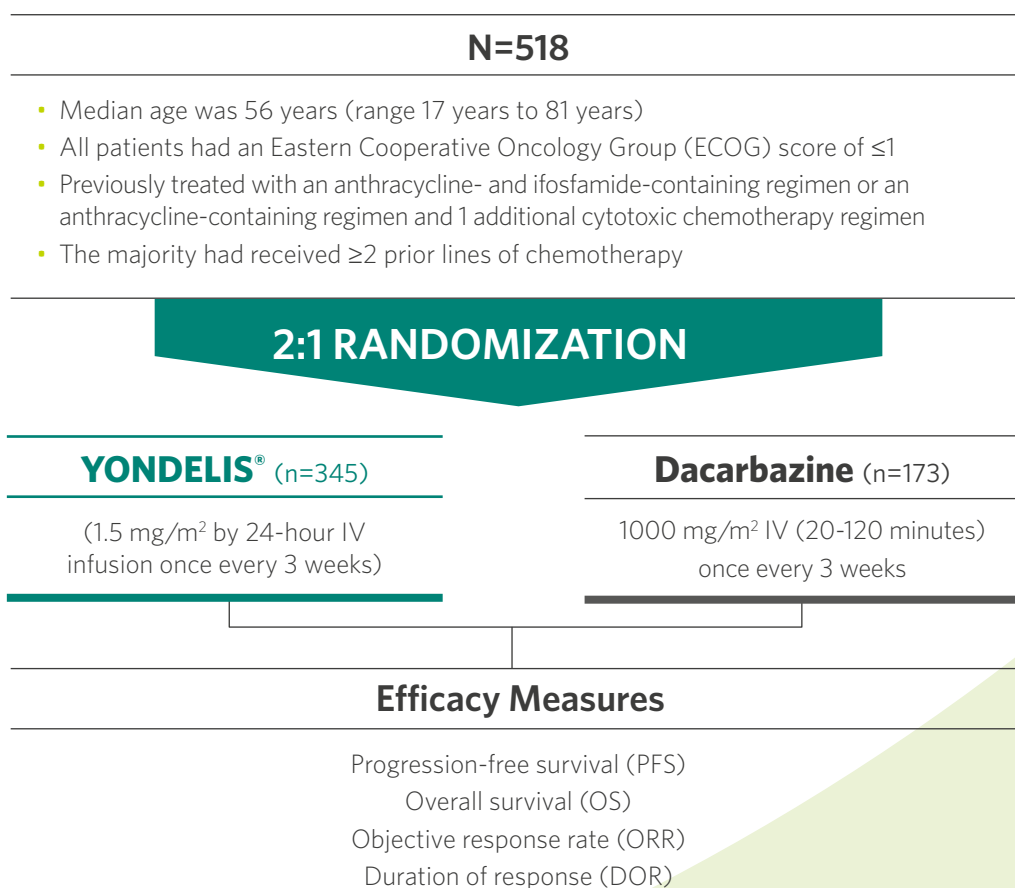 N=518
• Median age was 56 years (range 17 years to 81 years)
• All patients had an Eastern Cooperative Oncology Group (ECOG) score of ≤1
• Previously treated with an anthracycline- and ifosfamide-containing regimen or an
anthracycline-containing regimen and 1 additional cytotoxic chemotherapy regimen
• The majority had received ≥2 prior lines of chemotherapy
2:1 RANDOMIZATION
YONDELIS® (n=345)
(1.5 mg/m² by 24-hour IV
infusion once every 3 weeks)
Dacarbazine (n=173)
1000 mg/m² IV (20-120 minutes)
once every 3 weeks
Efficacy Measures
Progression-free survival (PFS)
Overall survival (OS)
Objective response rate (ORR)
Duration of response (DOR)